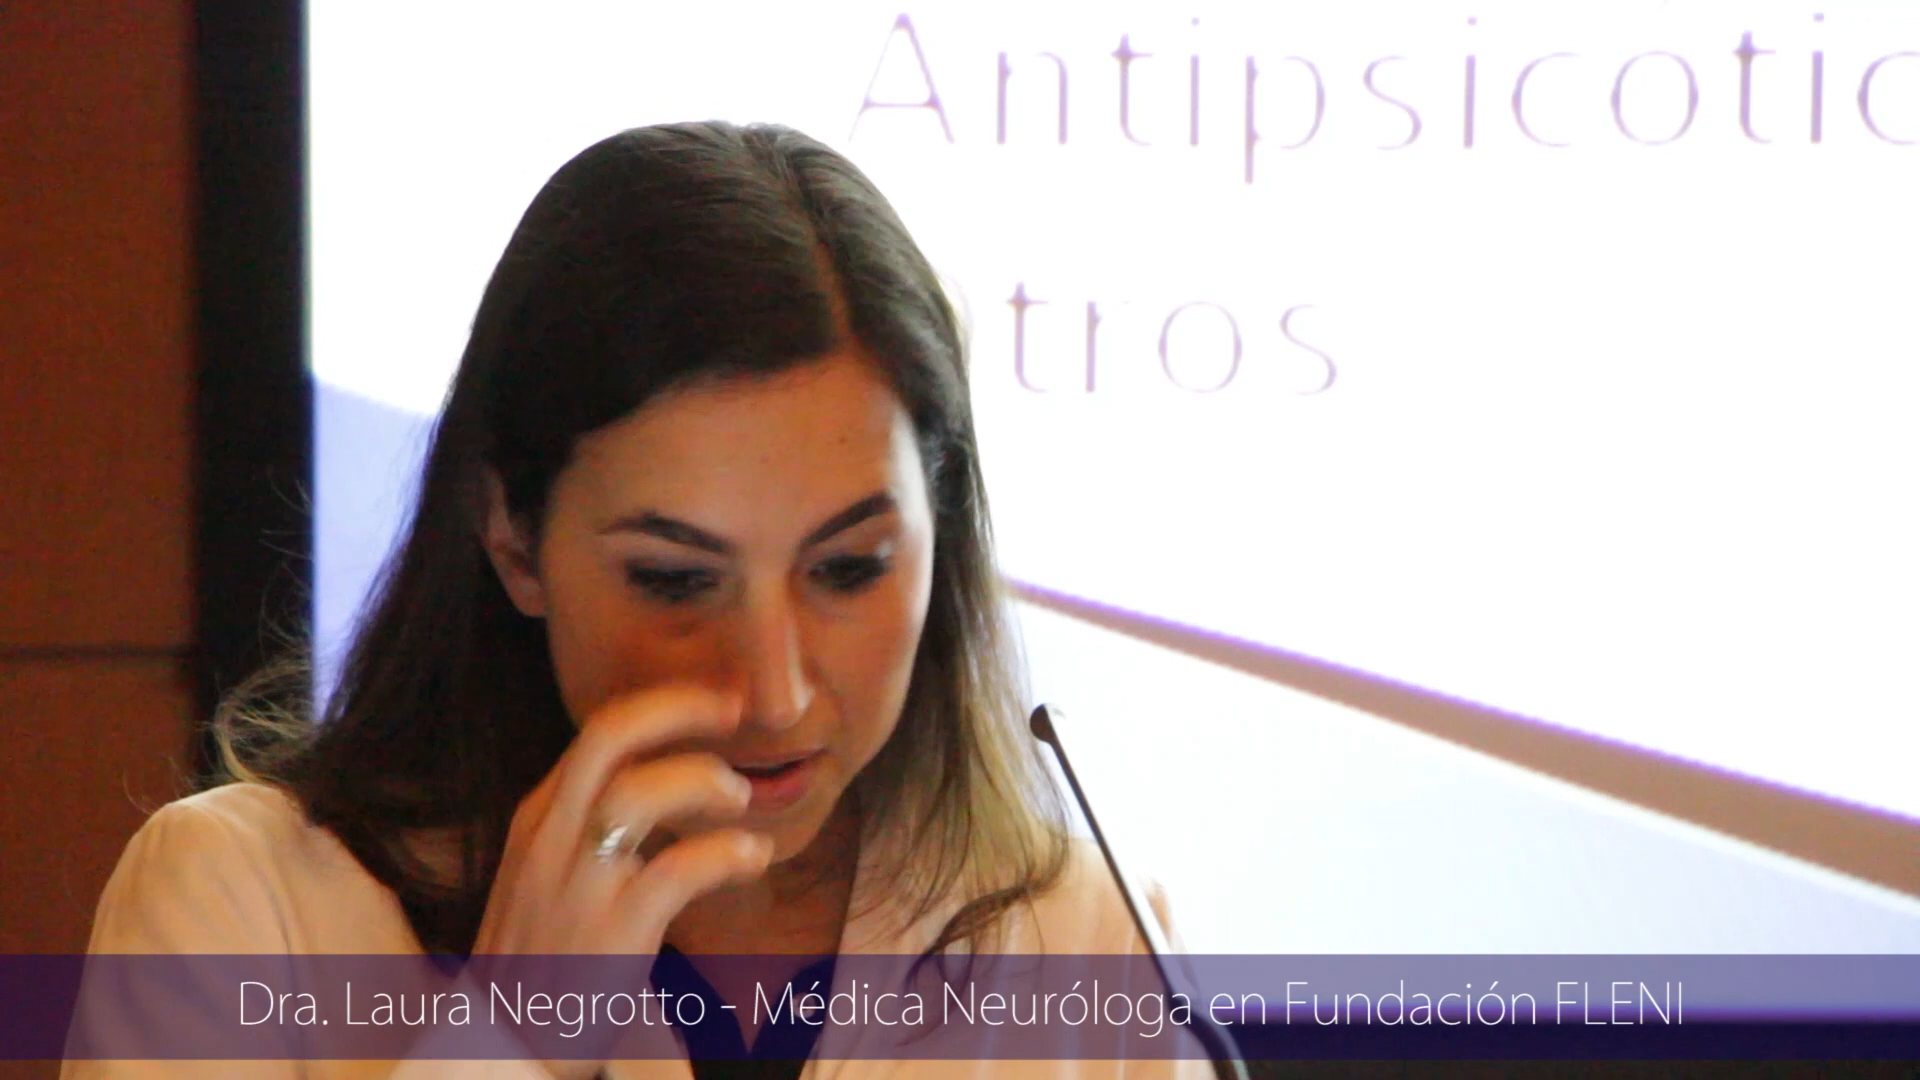 Antipsicótic
tros
Dra. Laura Negrotto - Médica Neuróloga en Fundación FLENI